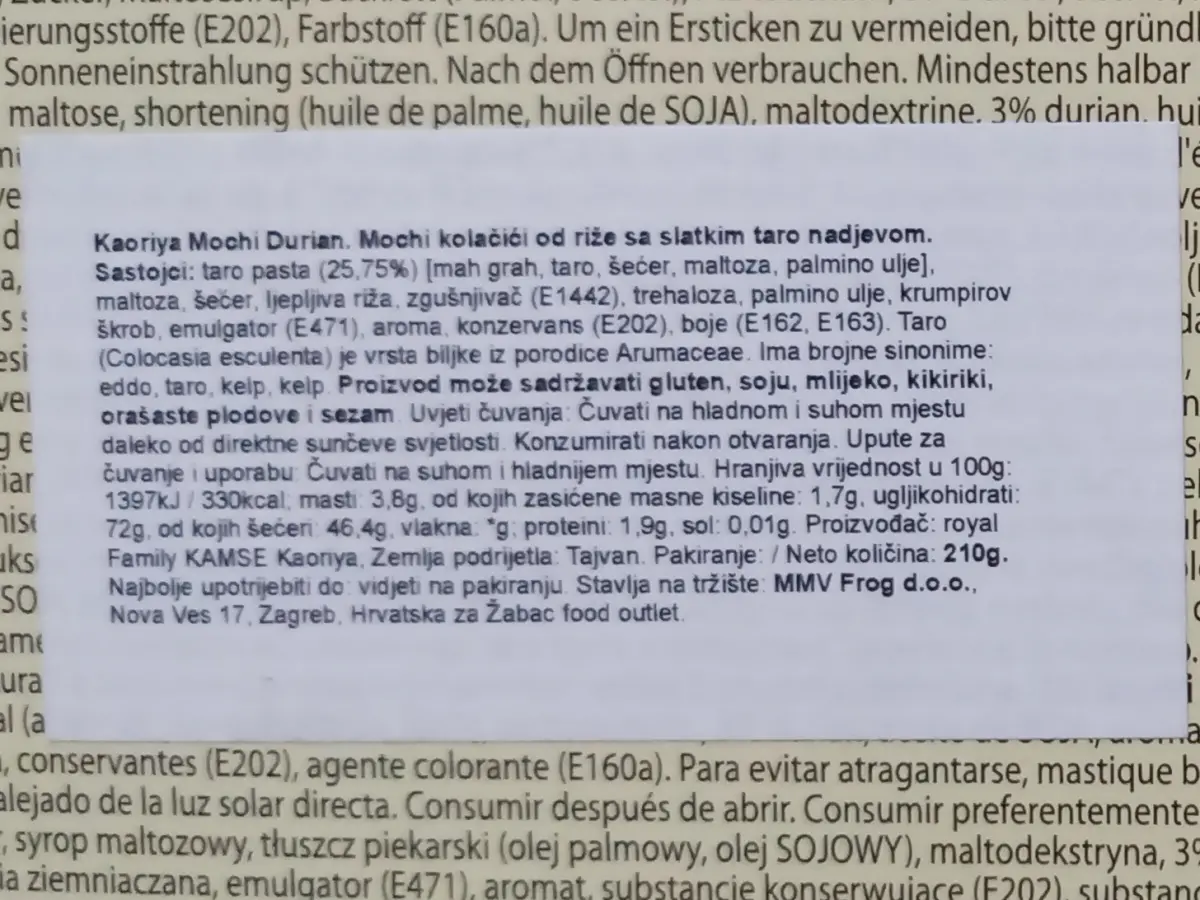 ierungsstoffe (E202), Farbstoff (E160a). Um ein Ersticken zu vermeiden, bitte gründl
Sonneneinstrahlung schützen. Nach dem Öffnen verbrauchen. Mindestens halbar
maltose, shortening (huile de palme, huile de SOJA), maltodextrine, 3% durian, hui
Kaoriya Mochi Durian. Mochi kolačići od riže sa slatkim taro nadjevom.
Sastojci: taro pasta (25,75%) [mah grah, taro, šećer, maltoza, palmino ulje],
maltoza, šećer, ljepljiva riža, zgušnjivač (E1442), trehaloza, palmino ulje, krumpirov
škrob, emulgator (E471), aroma, konzervans (E202), boje (E162, E163). Taro
(Colocasia esculenta) je vrsta biljke iz porodice Arumaceae. Ima brojne sinonime:
eddo, taro, kelp, kelp. Proizvod može sadržavati gluten, soju, mlijeko, kikiriki,
orašaste plodove i sezam. Uvjeti čuvanja: Čuvati na hladnom i suhom mjestu
daleko od direktne sunčeve svjetlosti. Konzumirati nakon otvaranja. Upute za
čuvanje i uporabu: Čuvati na suhom i hladnijem mjestu. Hranjiva vrijednost u 100g:
1397kJ / 330kcal; masti: 3,8g, od kojih zasićene masne kiseline: 1,7g, ugljikohidrati:
72g, od kojih šećeri: 46,4g, vlakna: *g; proteini: 1,9g, sol: 0,01g. Proizvođač: royal
Family KAMSE Kaoriya, Zemlja podrijetla: Tajvan. Pakiranje: / Neto količina: 210g.
Najbolje upotrijebiti do: vidjeti na pakiranju. Stavlja na tržište: MMV Frog d.o.o.,
Nova Ves 17, Zagreb, Hrvatska za Žabac food outlet.
, conservantes (E202), agente colorante (E160a). Para evitar atragantarse, mastique b
alejado de la luz solar directa. Consumir después de abrir. Consumir preferentemente
, syrop maltozowy, tłuszcz piekarski (olej palmowy, olej SOJOWY), maltodekstryna, 3%
ia ziemniaczana, emulgator (E471), aromat, substancje konserwujące (E202), substanc